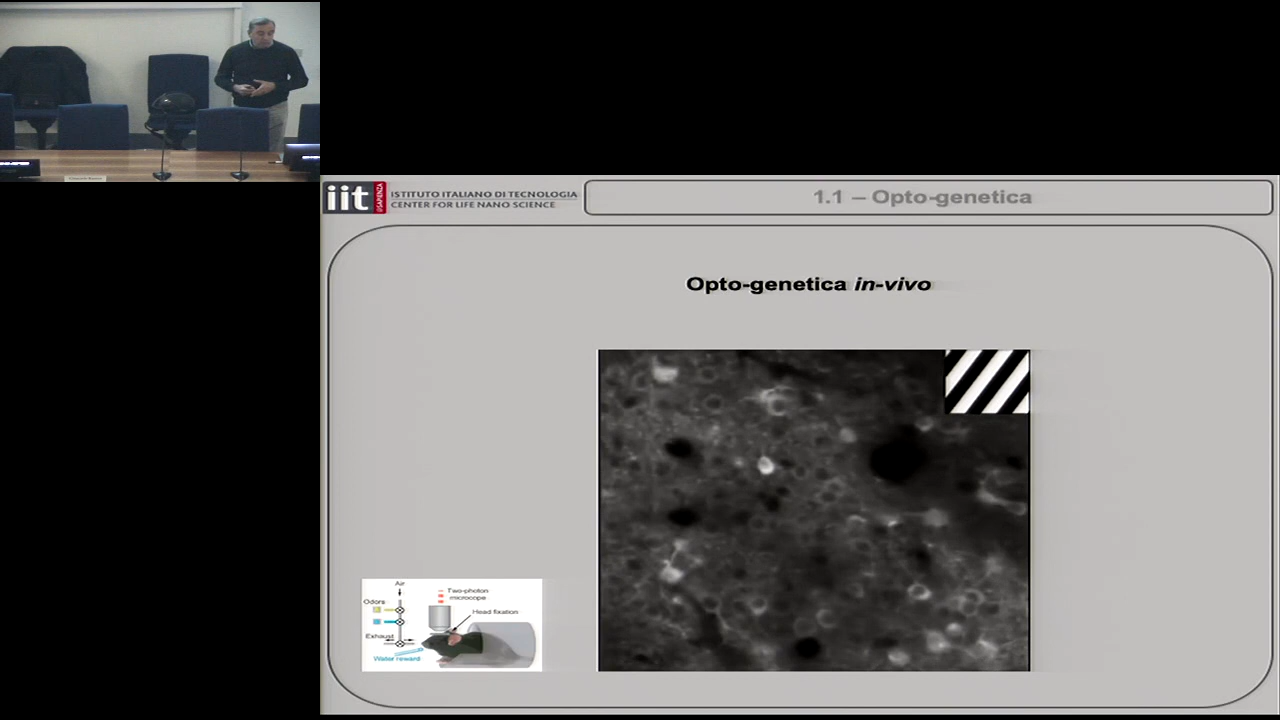 iit
@SAPIENZA
ISTITUTO ITALIANO DI TECNOLOGIA
CENTER FOR LIFE NANO SCIENCE
1.1 – Opto-genetica
Opto-genetica in-vivo
Air
Two-photon
microcope
Odors
Head fixation
Exhaust
Water reward